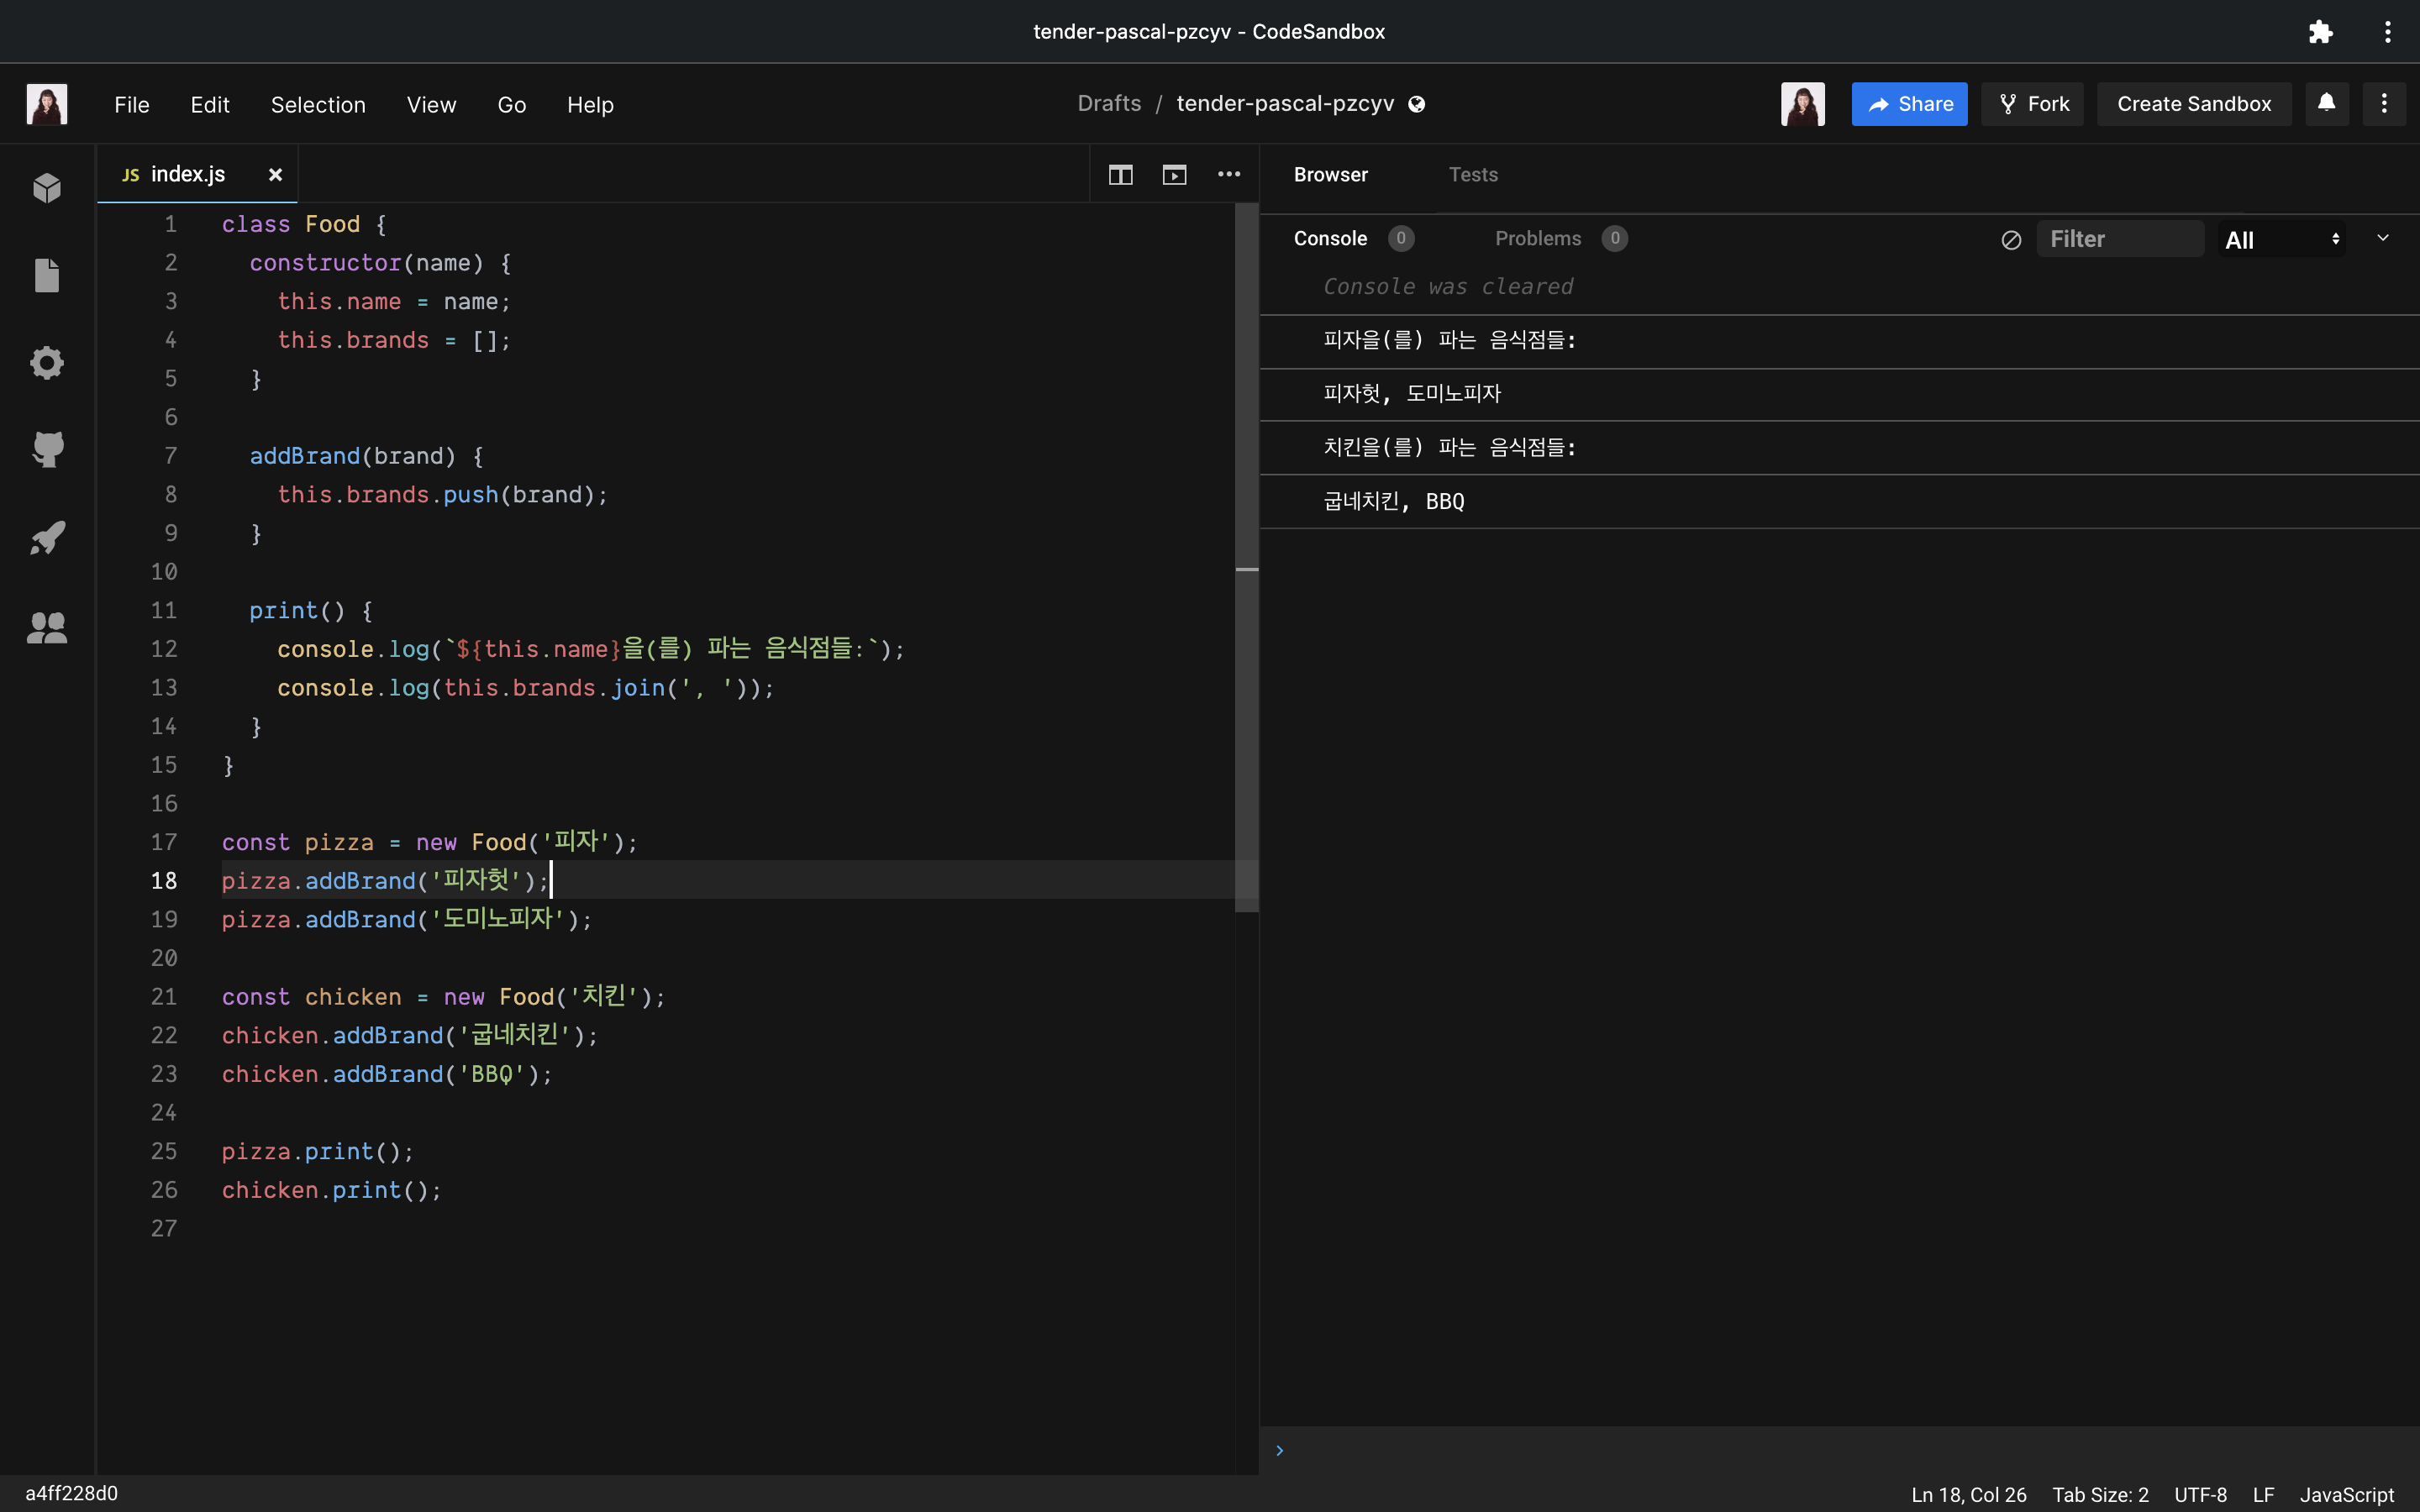 tender-pascal-pzcyv - CodeSandbox
File Edit Selection View Go Help
Drafts / tender-pascal-pzcyv
Share Fork Create Sandbox
JS index.js
1 class Food {
2 constructor(name) {
3 this.name = name;
4 this.brands = [];
5 }
6
7 addBrand(brand) {
8 this.brands.push(brand);
9 }
10
11 print() {
12 console.log(`${this.name}을(를) 파는 음식점들:`);
13 console.log(this.brands.join(', '));
14 }
15 }
16
17 const pizza = new Food('피자');
18 pizza.addBrand('피자헛');
19 pizza.addBrand('도미노피자');
20
21 const chicken = new Food('치킨');
22 chicken.addBrand('굽네치킨');
23 chicken.addBrand('BBQ');
24
25 pizza.print();
26 chicken.print();
27
Browser Tests
Console 0 Problems 0 Filter All
Console was cleared
피자을(를) 파는 음식점들:
피자헛, 도미노피자
치킨을(를) 파는 음식점들:
굽네치킨, BBQ
a4ff228d0
Ln 18, Col 26 Tab Size: 2 UTF-8 LF JavaScript